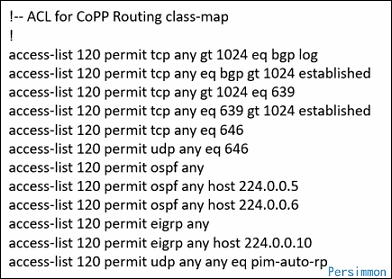 !-- ACL for CoPP Routing class-map
!
access-list 120 permit tcp any gt 1024 eq bgp log
access-list 120 permit tcp any eq bgp gt 1024 established
access-list 120 permit tcp any gt 1024 eq 639
access-list 120 permit tcp any eq 639 gt 1024 established
access-list 120 permit tcp any eq 646
access-list 120 permit udp any eq 646
access-list 120 permit ospf any
access-list 120 permit ospf any host 224.0.0.5
access-list 120 permit ospf any host 224.0.0.6
access-list 120 permit eigrp any
access-list 120 permit eigrp any host 224.0.0.10
access-list 120 permit udp any any eq pim-auto-rp
Persimmon